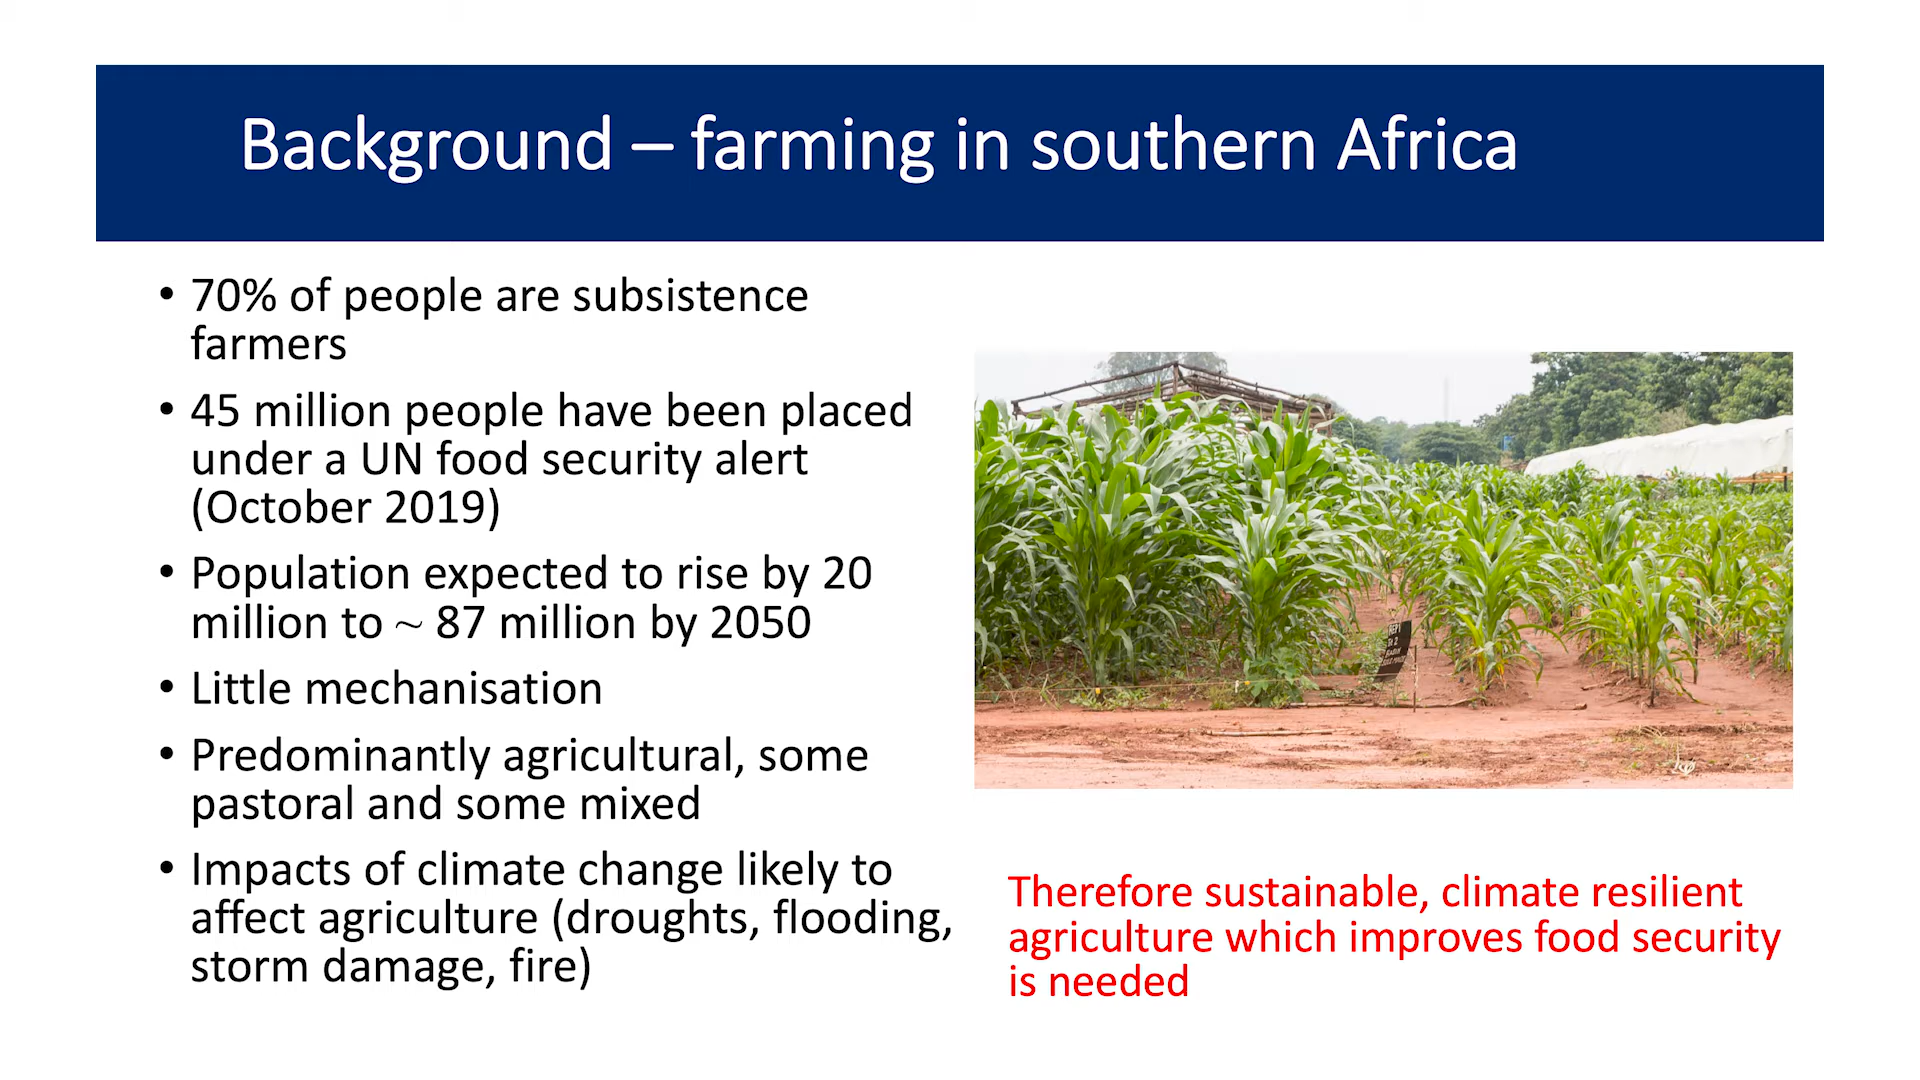 Background – farming in southern Africa
• 70% of people are subsistence
farmers
• 45 million people have been placed
under a UN food security alert
(October 2019)
• Population expected to rise by 20
million to ~ 87 million by 2050
• Little mechanisation
• Predominantly agricultural, some
pastoral and some mixed
• Impacts of climate change likely to
affect agriculture (droughts, flooding,
storm damage, fire)
Therefore sustainable, climate resilient
agriculture which improves food security
is needed